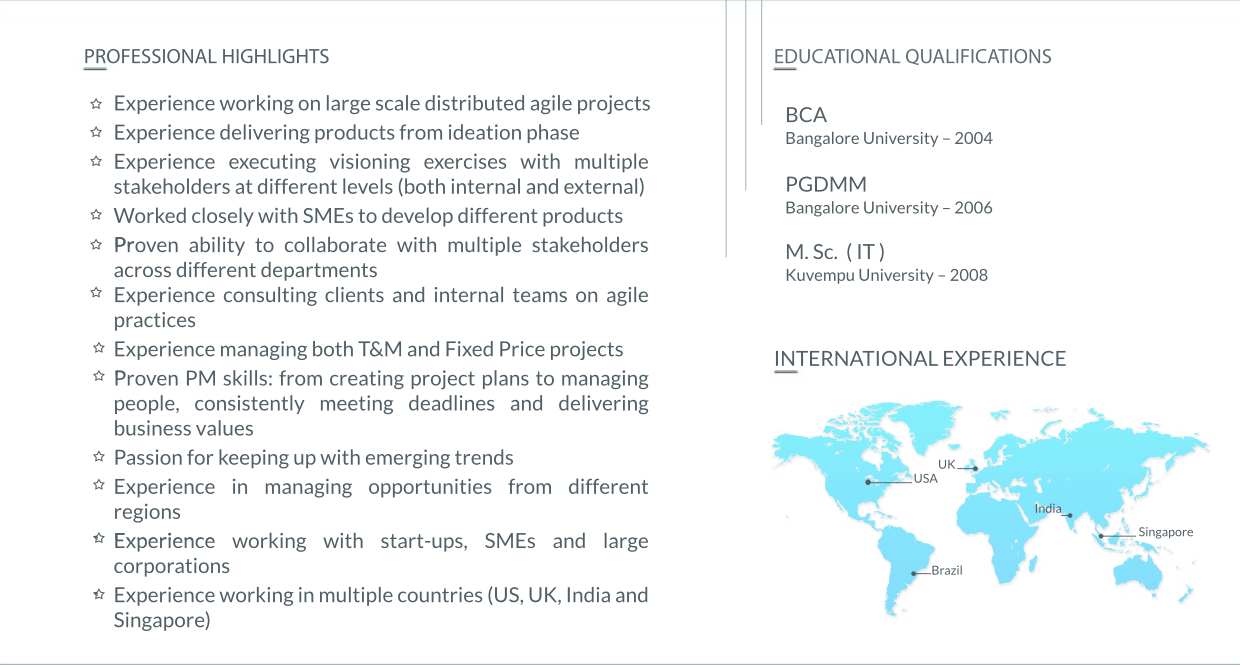 PROFESSIONAL HIGHLIGHTS
Experience working on large scale distributed agile projects
Experience delivering products from ideation phase
Experience executing visioning exercises with multiple
stakeholders at different levels (both internal and external)
Worked closely with SMEs to develop different products
Proven ability to collaborate with multiple stakeholders
across different departments
Experience consulting clients and internal teams on agile
practices
Experience managing both T&M and Fixed Price projects
Proven PM skills: from creating project plans to managing
people, consistently meeting deadlines and delivering
business values
Passion for keeping up with emerging trends
Experience in managing opportunities from different
regions
Experience working with start-ups, SMEs and large
corporations
Experience working in multiple countries (US, UK, India and
Singapore)
EDUCATIONAL QUALIFICATIONS
BCA
Bangalore University – 2004
PGDMM
Bangalore University – 2006
M. Sc. ( IT )
Kuvempu University – 2008
INTERNATIONAL EXPERIENCE
UK
USA
India
Singapore
Brazil